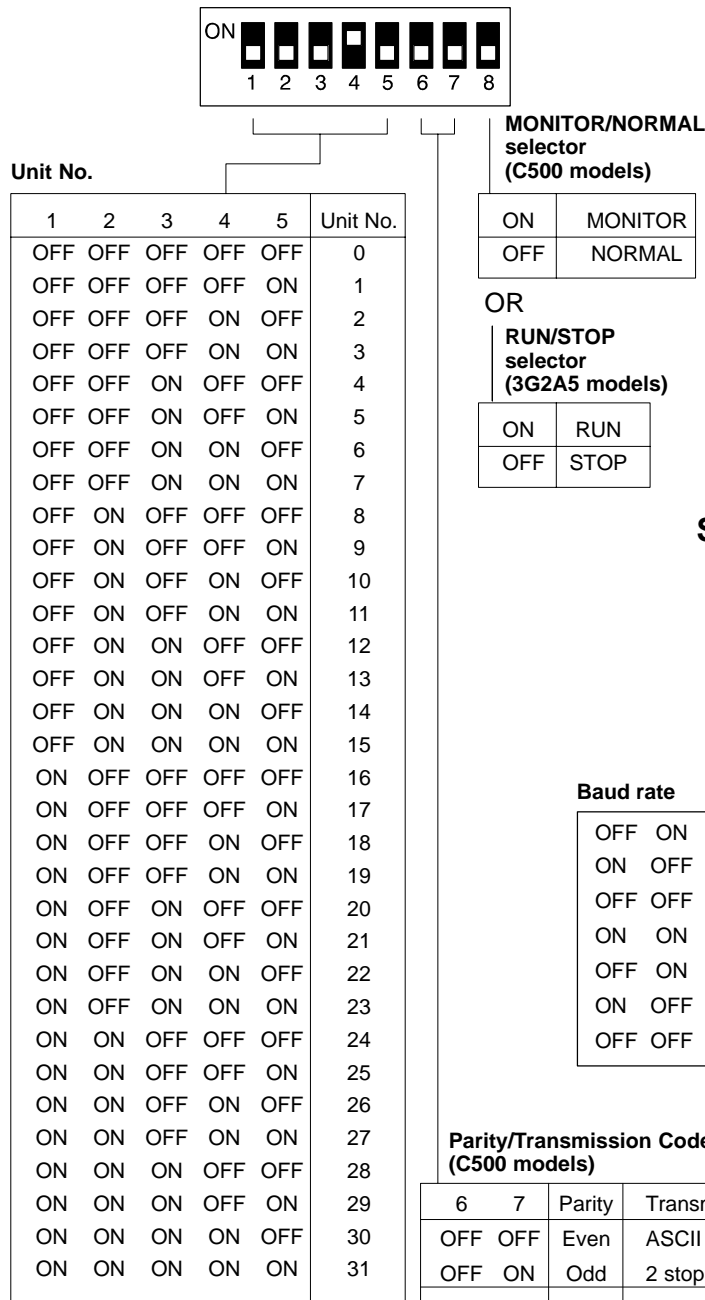 ON
1 2 3 4 5 6 7 8
MONITOR/NORMAL
selector
(C500 models)
ON MONITOR
OFF NORMAL
OR
RUN/STOP
selector
(3G2A5 models)
ON RUN
OFF STOP
Unit No.
1 2 3 4 5 Unit No.
OFF OFF OFF OFF OFF 0
OFF OFF OFF OFF ON 1
OFF OFF OFF ON OFF 2
OFF OFF OFF ON ON 3
OFF OFF ON OFF OFF 4
OFF OFF ON OFF ON 5
OFF OFF ON ON OFF 6
OFF OFF ON ON ON 7
OFF ON OFF OFF OFF 8
OFF ON OFF OFF ON 9
OFF ON OFF ON OFF 10
OFF ON OFF ON ON 11
OFF ON ON OFF OFF 12
OFF ON ON OFF ON 13
OFF ON ON ON OFF 14
OFF ON ON ON ON 15
ON OFF OFF OFF OFF 16
ON OFF OFF OFF ON 17
ON OFF OFF ON OFF 18
ON OFF OFF ON ON 19
ON OFF ON OFF OFF 20
ON OFF ON OFF ON 21
ON OFF ON ON OFF 22
ON OFF ON ON ON 23
ON ON OFF OFF OFF 24
ON ON OFF OFF ON 25
ON ON OFF ON OFF 26
ON ON OFF ON ON 27
ON ON ON OFF OFF 28
ON ON ON OFF ON 29
ON ON ON ON OFF 30
ON ON ON ON ON 31
Baud rate
OFF ON
ON OFF
OFF OFF
ON ON
OFF ON
ON OFF
OFF OFF
Parity/Transmission Code
(C500 models)
6 7 Parity
OFF OFF Even ASCII
OFF ON Odd 2 stop